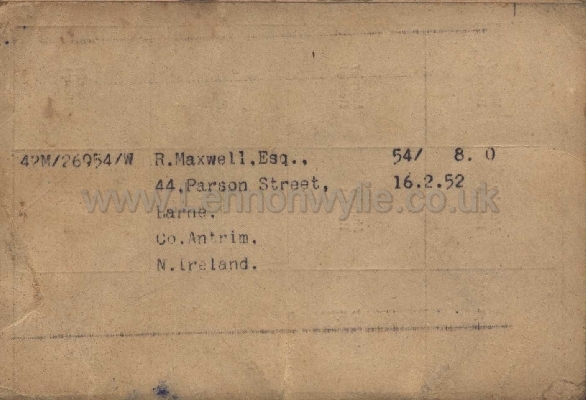 42M/26954/W R.Maxwell,Esq., 54/ 8. 0
44,Parson Street, 16.2.52
www.Lennonwylie.co.uk
Larne.
Co.Antrim.
N.Ireland.